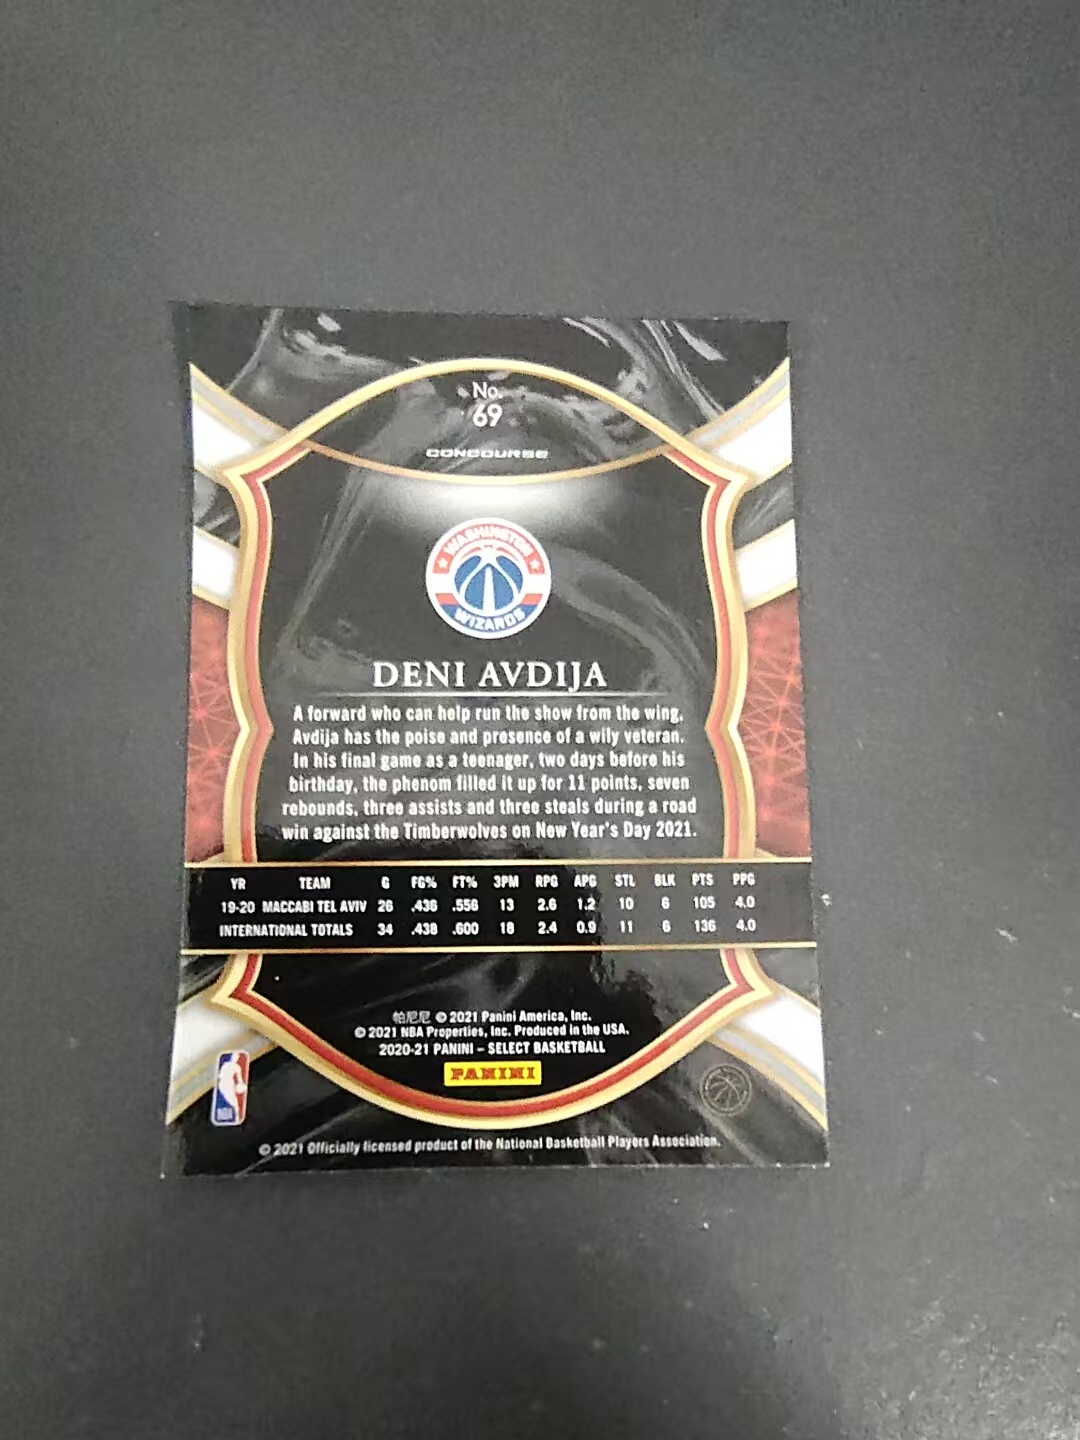 No.
69
CONCOURSE
WASHINGTON
WIZARDS
DENI AVDIJA
A forward who can help run the show from the wing,
Avdija has the poise and presence of a wily veteran.
In his final game as a teenager, two days before his
birthday, the phenom filled it up for 11 points, seven
rebounds, three assists and three steals during a road
win against the Timberwolves on New Year's Day 2021.
YR TEAM G FG% FT% 3PM RPG APG STL BLK PTS PPG
19-20 MACCABI TEL AVIV 26 .436 .556 13 2.6 1.2 10 6 105 4.0
INTERNATIONAL TOTALS 34 .438 .600 18 2.4 0.9 11 6 136 4.0
帕尼尼 © 2021 Panini America, Inc.
© 2021 NBA Properties, Inc. Produced in the USA.
2020-21 PANINI – SELECT BASKETBALL
PANINI
NBA
© 2021 Officially licensed product of the National Basketball Players Association.